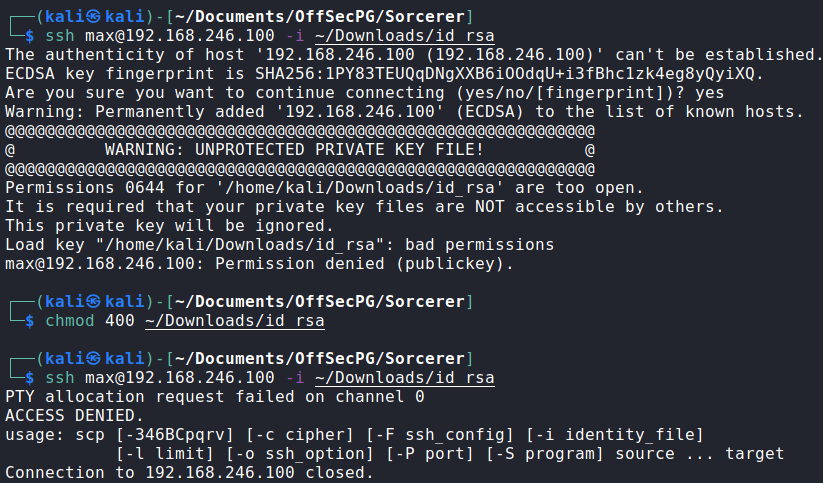 ┌──(kali㉿kali)-[~/Documents/OffSecPG/Sorcerer]
└─$ ssh max@192.168.246.100 -i ~/Downloads/id_rsa
The authenticity of host '192.168.246.100 (192.168.246.100)' can't be established.
ECDSA key fingerprint is SHA256:1PY83TEUQqDNgXXB6iOOdqU+i3fBhc1zk4eg8yQyiXQ.
Are you sure you want to continue connecting (yes/no/[fingerprint])? yes
Warning: Permanently added '192.168.246.100' (ECDSA) to the list of known hosts.
@@@@@@@@@@@@@@@@@@@@@@@@@@@@@@@@@@@@@@@@@@@@@@@@@@@@@@@@@@@
@         WARNING: UNPROTECTED PRIVATE KEY FILE!          @
@@@@@@@@@@@@@@@@@@@@@@@@@@@@@@@@@@@@@@@@@@@@@@@@@@@@@@@@@@@
Permissions 0644 for '/home/kali/Downloads/id_rsa' are too open.
It is required that your private key files are NOT accessible by others.
This private key will be ignored.
Load key "/home/kali/Downloads/id_rsa": bad permissions
max@192.168.246.100: Permission denied (publickey).
┌──(kali㉿kali)-[~/Documents/OffSecPG/Sorcerer]
└─$ chmod 400 ~/Downloads/id_rsa
┌──(kali㉿kali)-[~/Documents/OffSecPG/Sorcerer]
└─$ ssh max@192.168.246.100 -i ~/Downloads/id_rsa
PTY allocation request failed on channel 0
ACCESS DENIED.
usage: scp [-346BCpqrv] [-c cipher] [-F ssh_config] [-i identity_file]
           [-l limit] [-o ssh_option] [-P port] [-S program] source ... target
Connection to 192.168.246.100 closed.